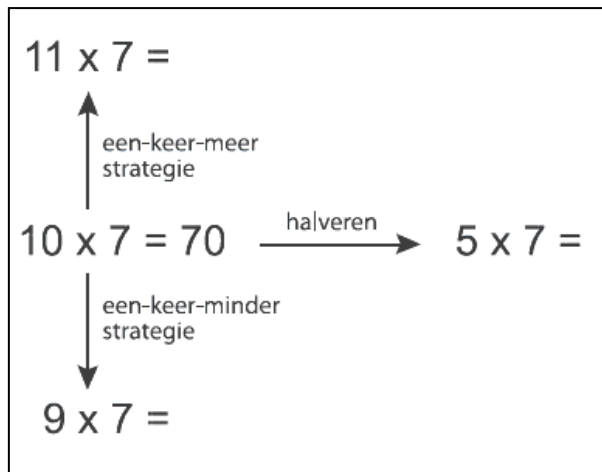 11 x 7 =
een-keer-meer
strategie
10 x 7 = 70
halveren
5 x 7 =
een-keer-minder
strategie
9 x 7 =